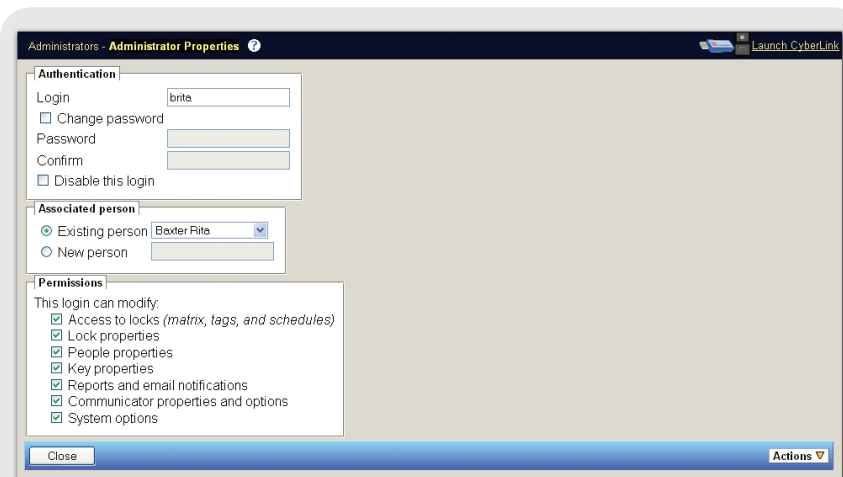 Administrators - Administrator Properties ?
Launch CyberLink
Authentication
Login brita
Change password
Password
Confirm
Disable this login
Associated person
Existing person Baxter Rita
New person
Permissions
This login can modify:
Access to locks (matrix, tags, and schedules)
Lock properties
People properties
Key properties
Reports and email notifications
Communicator properties and options
System options
Close
Actions